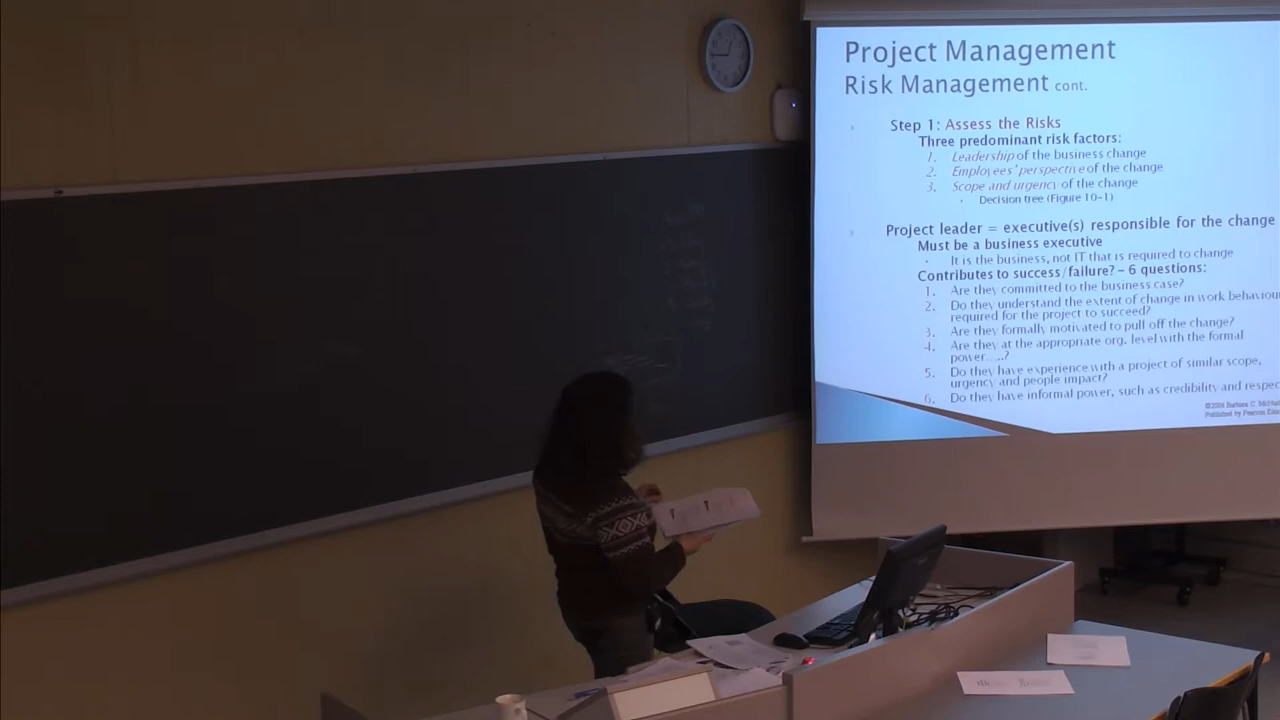 Project Management
Risk Management cont.
Step 1: Assess the Risks
Three predominant risk factors:
1. Leadership of the business change
2. Employees' perspective of the change
3. Scope and urgency of the change
Decision tree (Figure 10-1)
Project leader = executive(s) responsible for the change
Must be a business executive
It is the business, not IT that is required to change
Contributes to success/failure? – 6 questions:
1. Are they committed to the business case?
2. Do they understand the extent of change in work behaviou
required for the project to succeed?
3. Are they formally motivated to pull off the change?
4. Are they at the appropriate org. level with the formal
power.....?
5. Do they have experience with a project of similar scope,
urgency and people impact?
6. Do they have informal power, such as credibility and respec
Barbara C.
Published by Pearson